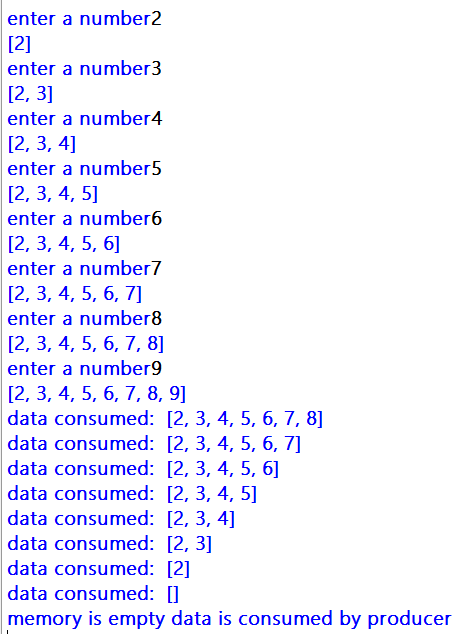 enter a number2
[2]
enter a number3
[2, 3]
enter a number4
[2, 3, 4]
enter a number5
[2, 3, 4, 5]
enter a number6
[2, 3, 4, 5, 6]
enter a number7
[2, 3, 4, 5, 6, 7]
enter a number8
[2, 3, 4, 5, 6, 7, 8]
enter a number9
[2, 3, 4, 5, 6, 7, 8, 9]
data consumed:  [2, 3, 4, 5, 6, 7, 8]
data consumed:  [2, 3, 4, 5, 6, 7]
data consumed:  [2, 3, 4, 5, 6]
data consumed:  [2, 3, 4, 5]
data consumed:  [2, 3, 4]
data consumed:  [2, 3]
data consumed:  [2]
data consumed:  []
memory is empty data is consumed by producer